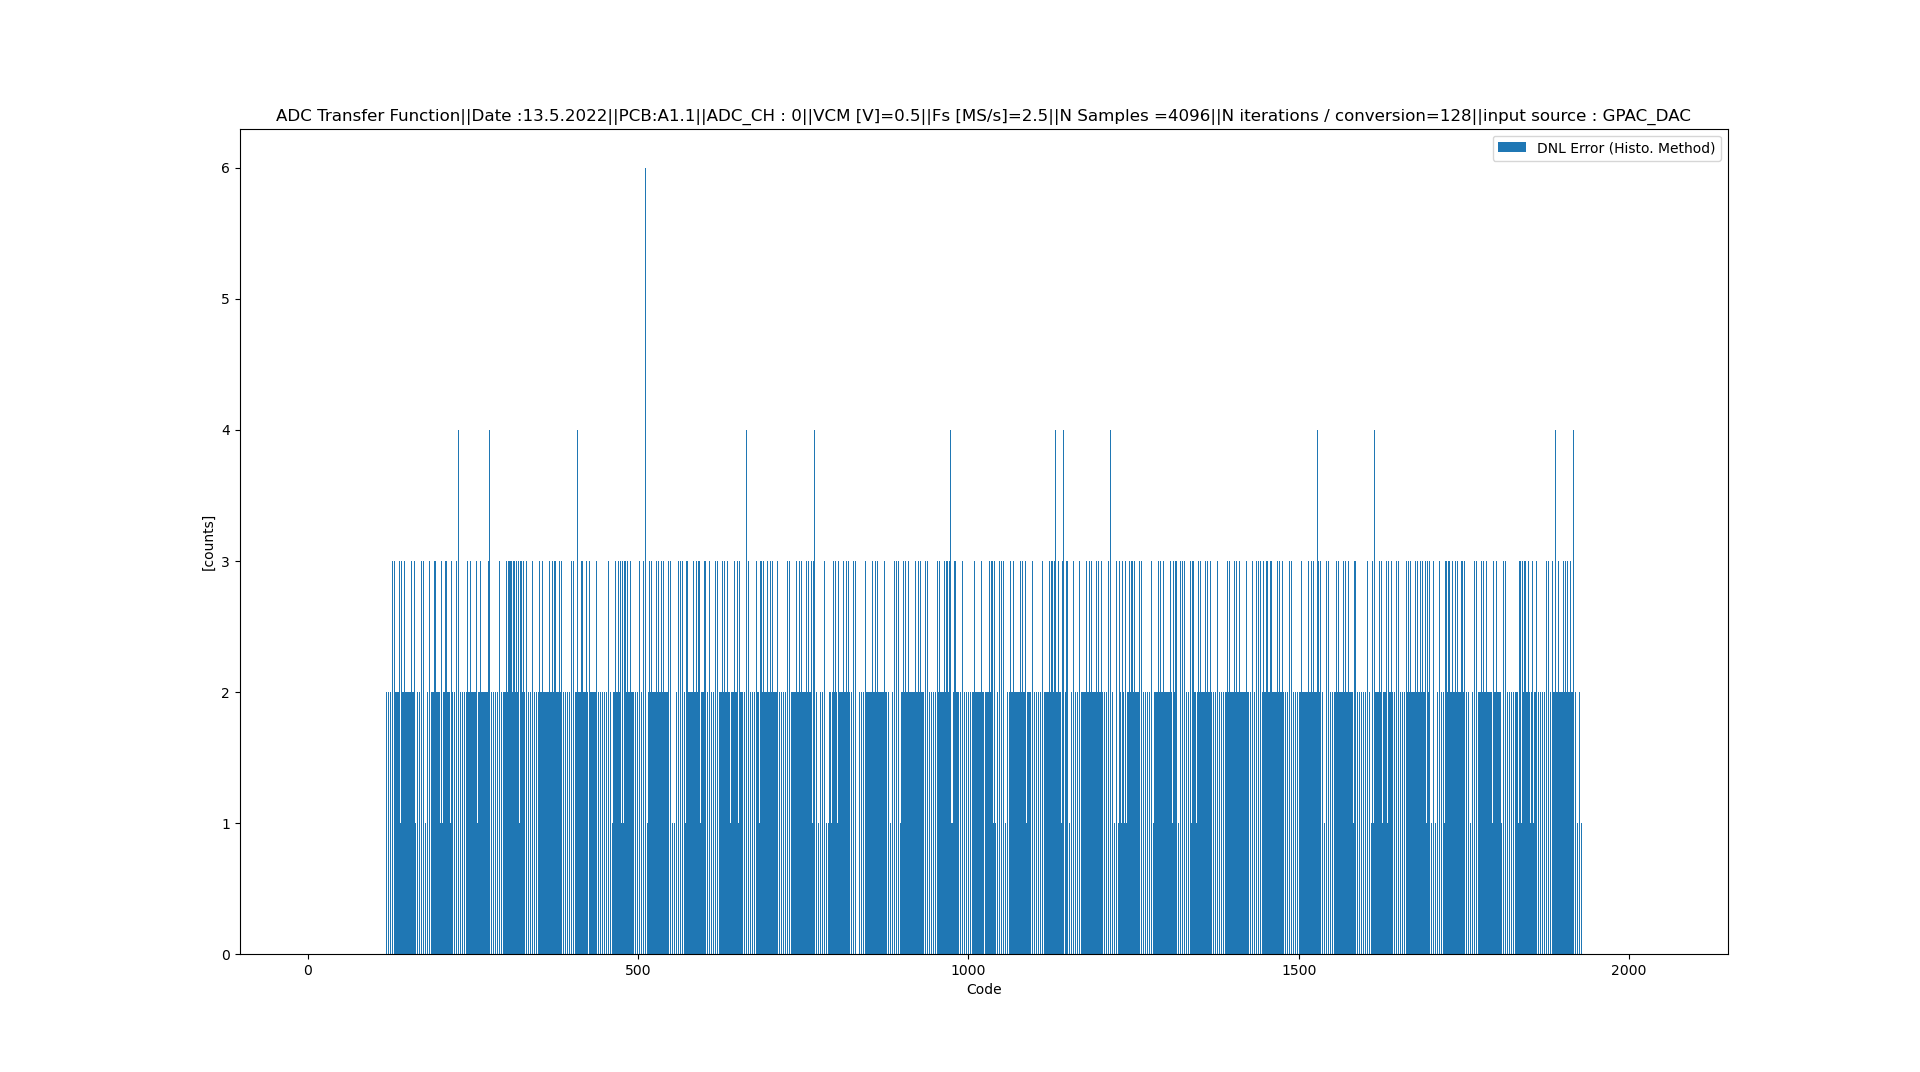 ADC Transfer Function||Date :13.5.2022||PCB:A1.1||ADC_CH : 0||VCM [V]=0.5||Fs [MS/s]=2.5||N Samples =4096||N iterations / conversion=128||input source : GPAC_DAC
DNL Error (Histo. Method)
6
5
4
3
2
1
0
[counts]
0 500 1000 1500 2000
Code